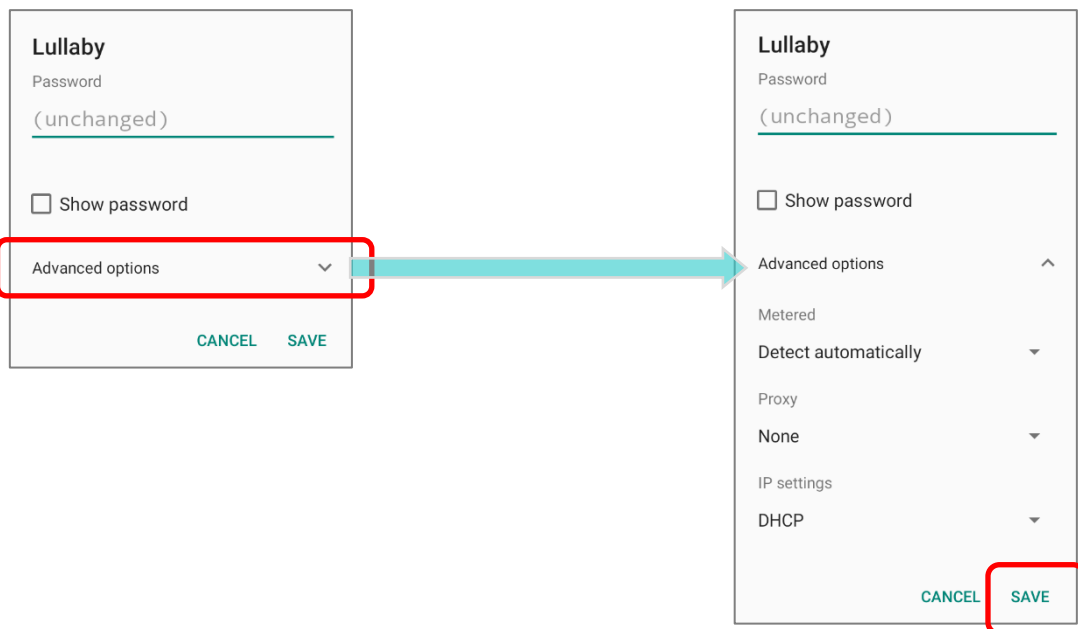 Lullaby
Password
(unchanged)
Show password
Advanced options
CANCEL SAVE
Lullaby
Password
(unchanged)
Show password
Advanced options
Metered
Detect automatically
Proxy
None
IP settings
DHCP
CANCEL SAVE